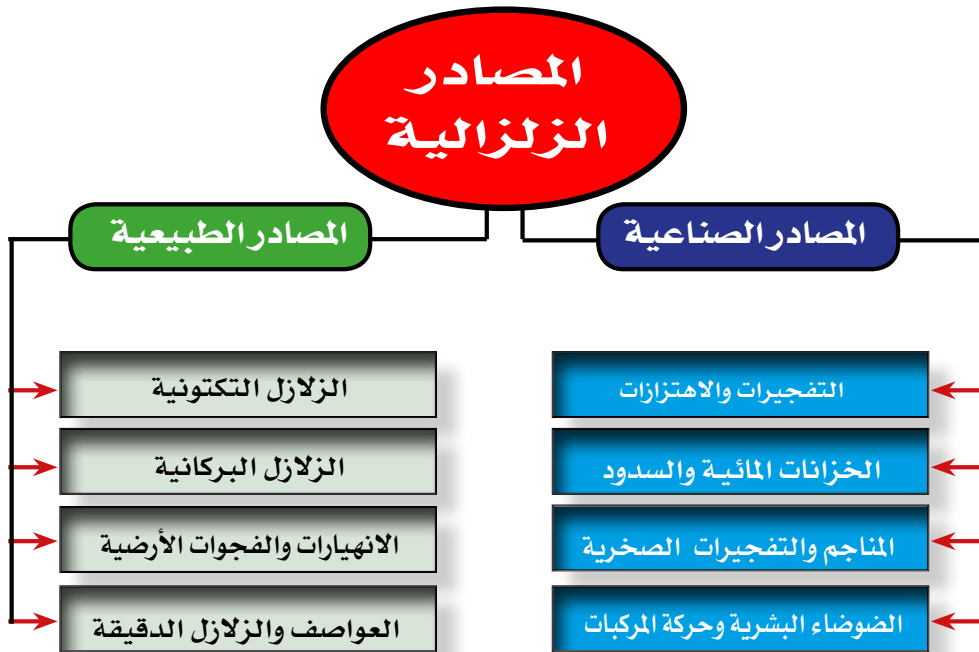 المصادر
الزلزالية
المصادر الصناعية
المصادر الطبيعية
التفجيرات والاهتزازات
الخزانات المائية والسدود
المناجم والتفجيرات الصخرية
الضوضاء البشرية وحركة المركبات
الزلازل التكتونية
الزلازل البركانية
الانهيارات والفجوات الأرضية
العواصف والزلازل الدقيقة